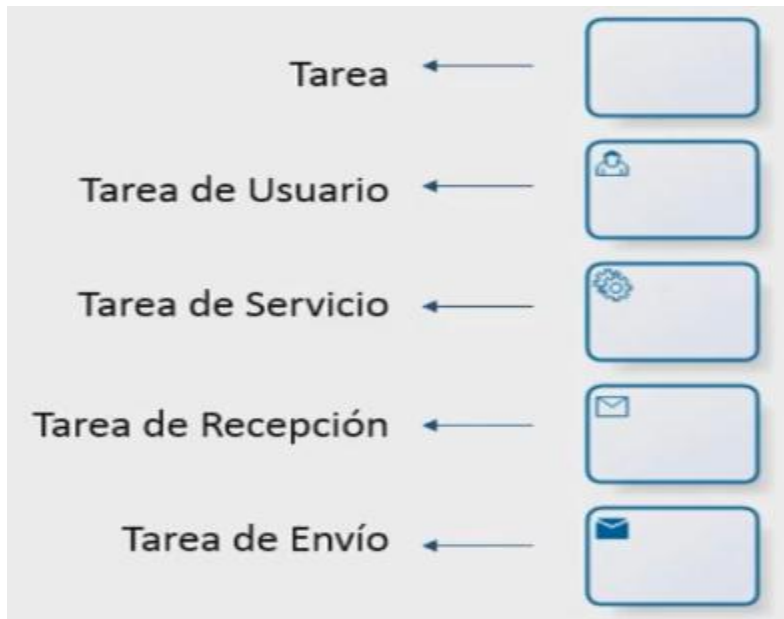 Tarea
Tarea de Usuario
Tarea de Servicio
Tarea de Recepción
Tarea de Envío